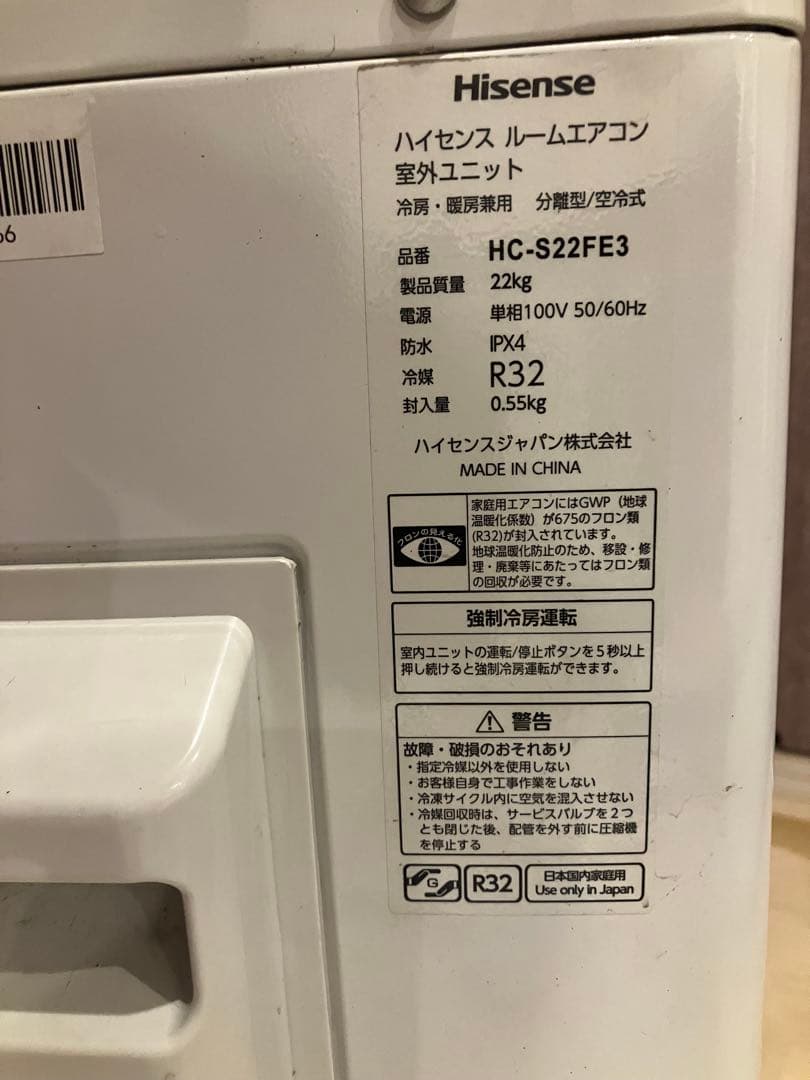 Hisense
ハイセンス ルームエアコン
室外ユニット
冷房・暖房兼用 分離型/空冷式
品番 HC-S22FE3
製品質量 22kg
電源 単相100V 50/60Hz
防水 IPX4
冷媒 R32
封入量 0.55kg
ハイセンスジャパン株式会社
MADE IN CHINA
フロンの見える化
家庭用エアコンにはGWP（地球
温暖化係数）が675のフロン類
(R32)が封入されています。
地球温暖化防止のため、移設・修
理・廃棄等にあたってはフロン類
の回収が必要です。
強制冷房運転
室内ユニットの運転/停止ボタンを5秒以上
押し続けると強制冷房運転ができます。
警告
故障・破損のおそれあり
・指定冷媒以外を使用しない
・お客様自身で工事作業をしない
・冷凍サイクル内に空気を混入させない
・冷媒回収時は、サービスバルブを2つ
とも閉じた後、配管を外す前に圧縮機
を停止する
G
R32
日本国内家庭用
Use only in Japan